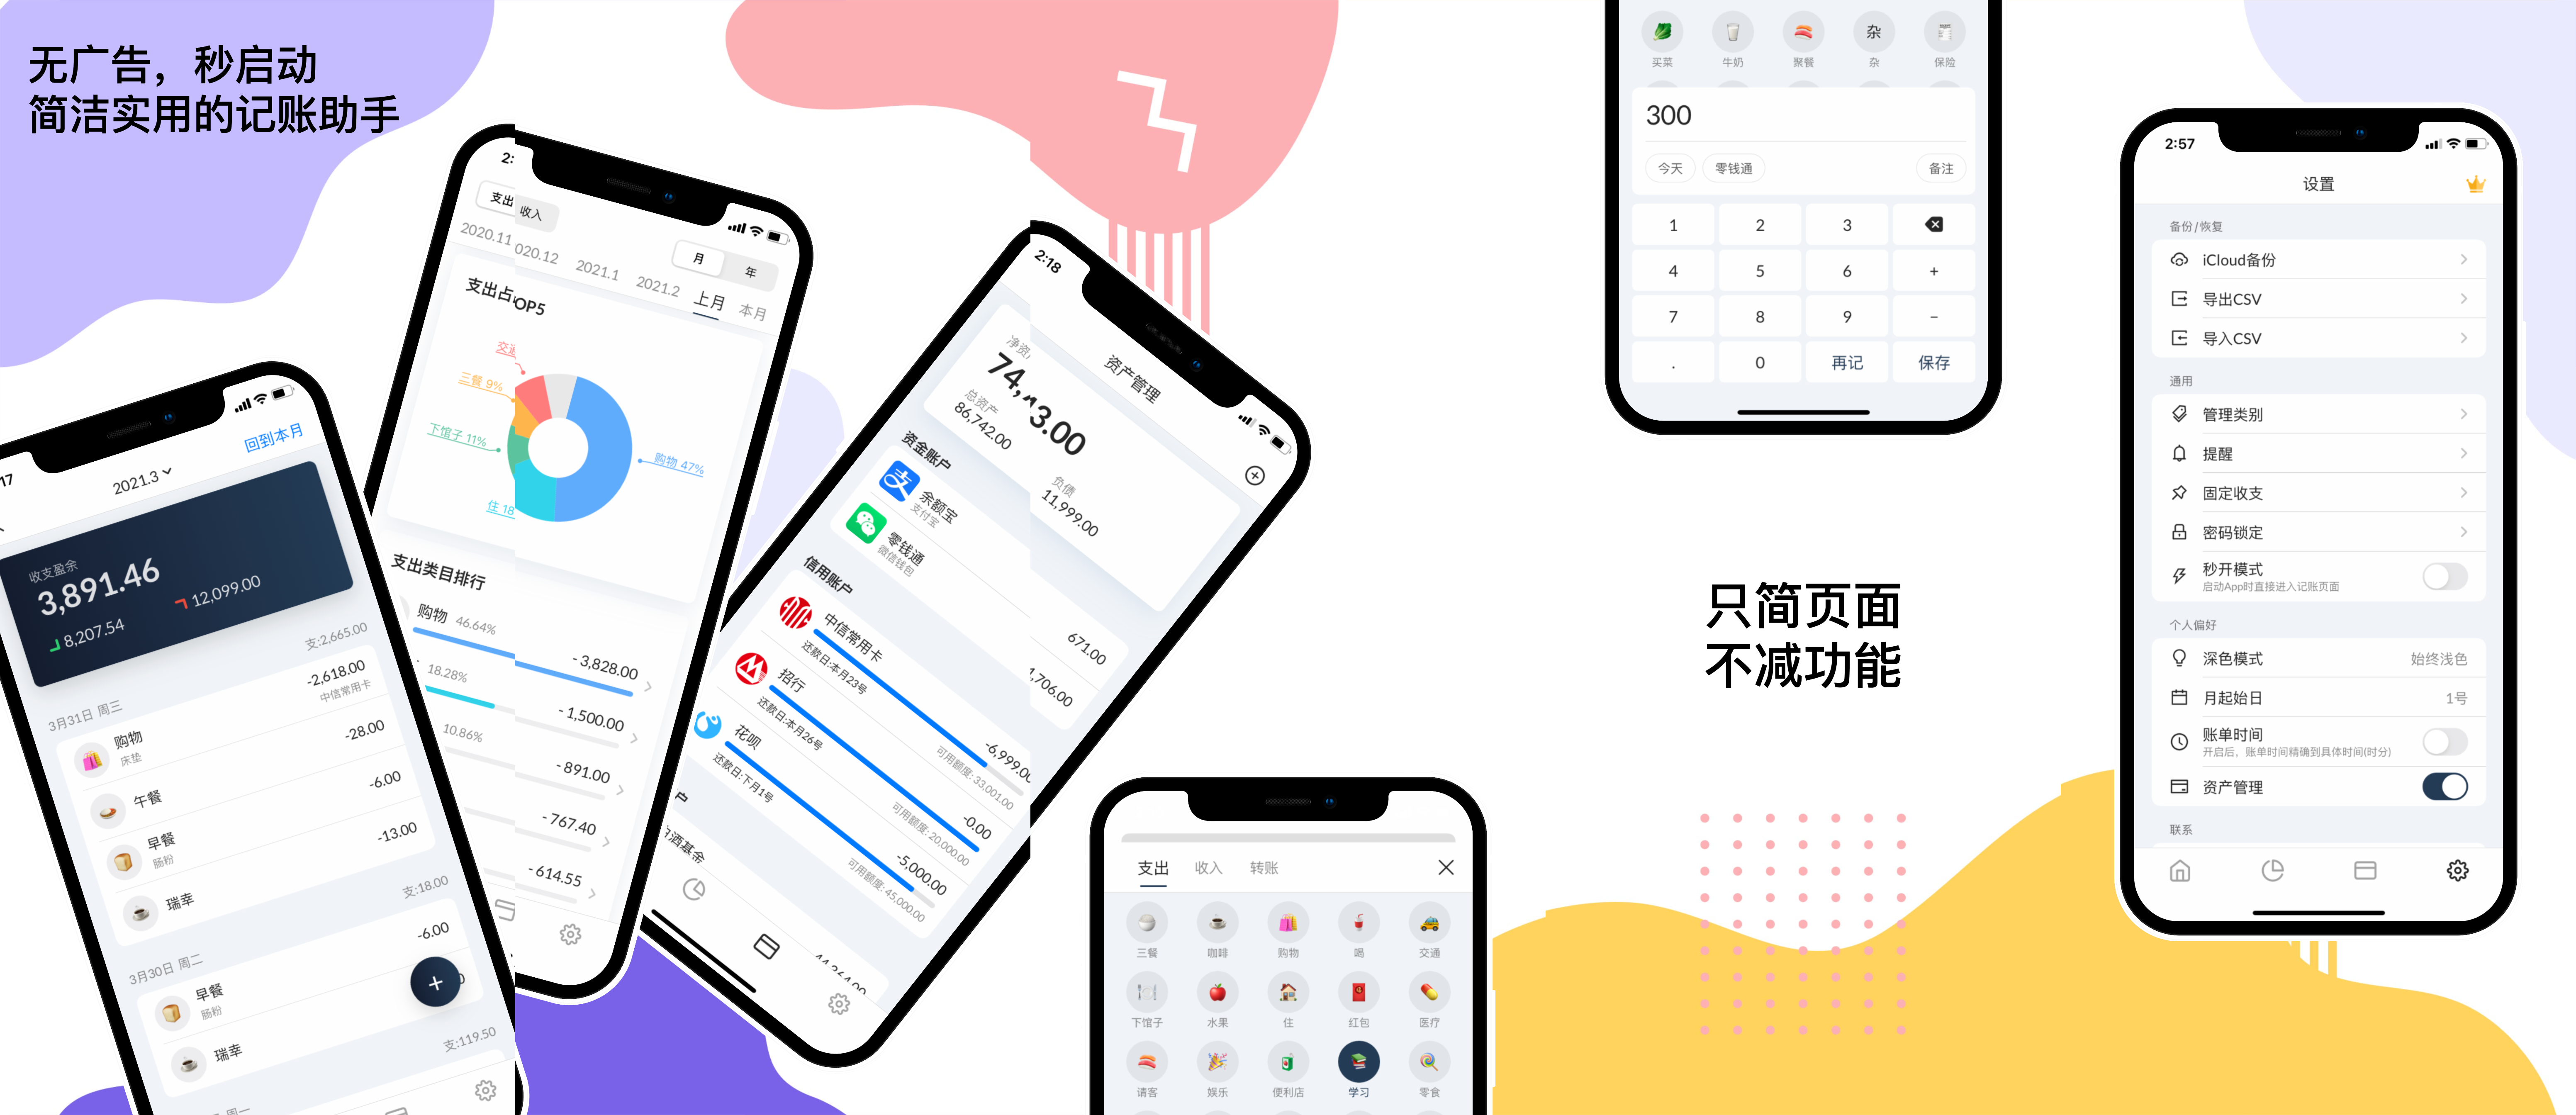 无广告，秒启动
简洁实用的记账助手
回到本月
2021.3
收支盈余
3,891.46
8,207.54
12,099.00
支:2,665.00
3月31日 周三
购物
床垫
-2,618.00
中信常用卡
午餐
-28.00
早餐
肠粉
-6.00
瑞幸
-13.00
支:18.00
3月30日 周二
早餐
肠粉
-6.00
瑞幸
支:119.50
支出
收入
月
年
2020.11
2021.1
2021.2
上月
本月
支出占
OP5
三餐 9%
下馆子 11%
住 18
购物 47%
支出类目排行
购物 46.64%
- 3,828.00
18.28%
- 1,500.00
10.86%
- 891.00
- 767.40
- 614.55
2:18
资产管理
总资产
86,742.00
负债
11,999.00
资金账户
余额宝
支付宝
671.00
零钱通
微信钱包
信用账户
中信常用卡
还款日:本月23号
-6,999.00
可用额度: 33,001.00
招行
还款日:本月26号
-0.00
可用额度: 20,000.00
花呗
还款日:下月1号
-5,000.00
可用额度: 45,000.00
支出
收入
转账
三餐
咖啡
购物
喝
交通
下馆子
水果
住
红包
医疗
请客
娱乐
便利店
学习
零食
杂
买菜
牛奶
聚餐
杂
保险
300
今天
零钱通
备注
1
2
3
4
5
6
+
7
8
9
-
.
0
再记
保存
只简页面
不减功能
2:57
设置
备份/恢复
iCloud备份
导出CSV
导入CSV
通用
管理类别
提醒
固定收支
密码锁定
秒开模式
启动App时直接进入记账页面
个人偏好
深色模式
始终浅色
月起始日
1号
账单时间
开启后，账单时间精确到具体时间(时分)
资产管理
联系